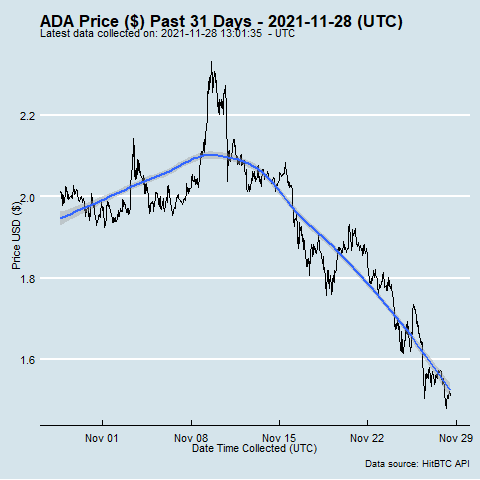 ADA Price ($) Past 31 Days - 2021-11-28 (UTC)
Latest data collected on: 2021-11-28 13:01:35 - UTC
Price USD ($)
2.2
2.0
1.8
1.6
Nov 01 Nov 08 Nov 15 Nov 22 Nov 29
Date Time Collected (UTC)
Data source: HitBTC API